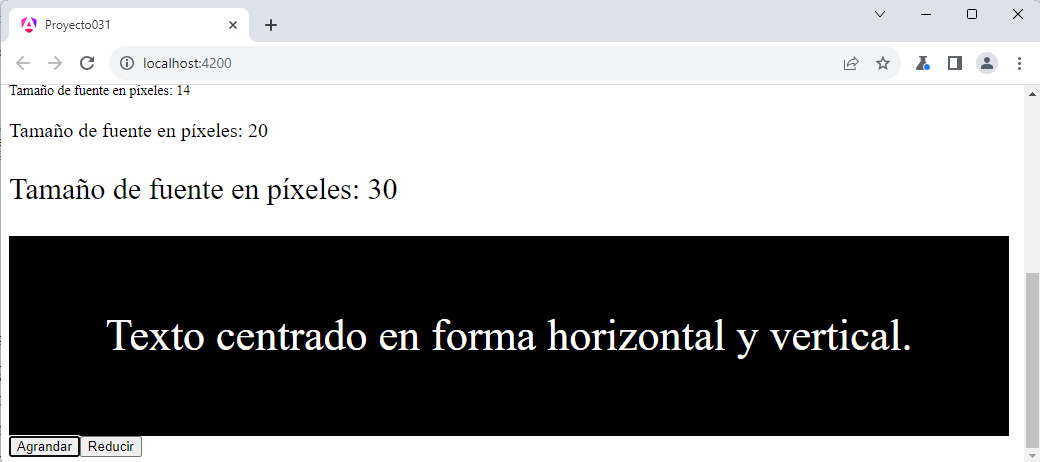 Proyecto031
localhost:4200
Tamaño de fuente en píxeles: 14
Tamaño de fuente en píxeles: 20
Tamaño de fuente en píxeles: 30
Texto centrado en forma horizontal y vertical.
Agrandar Reducir